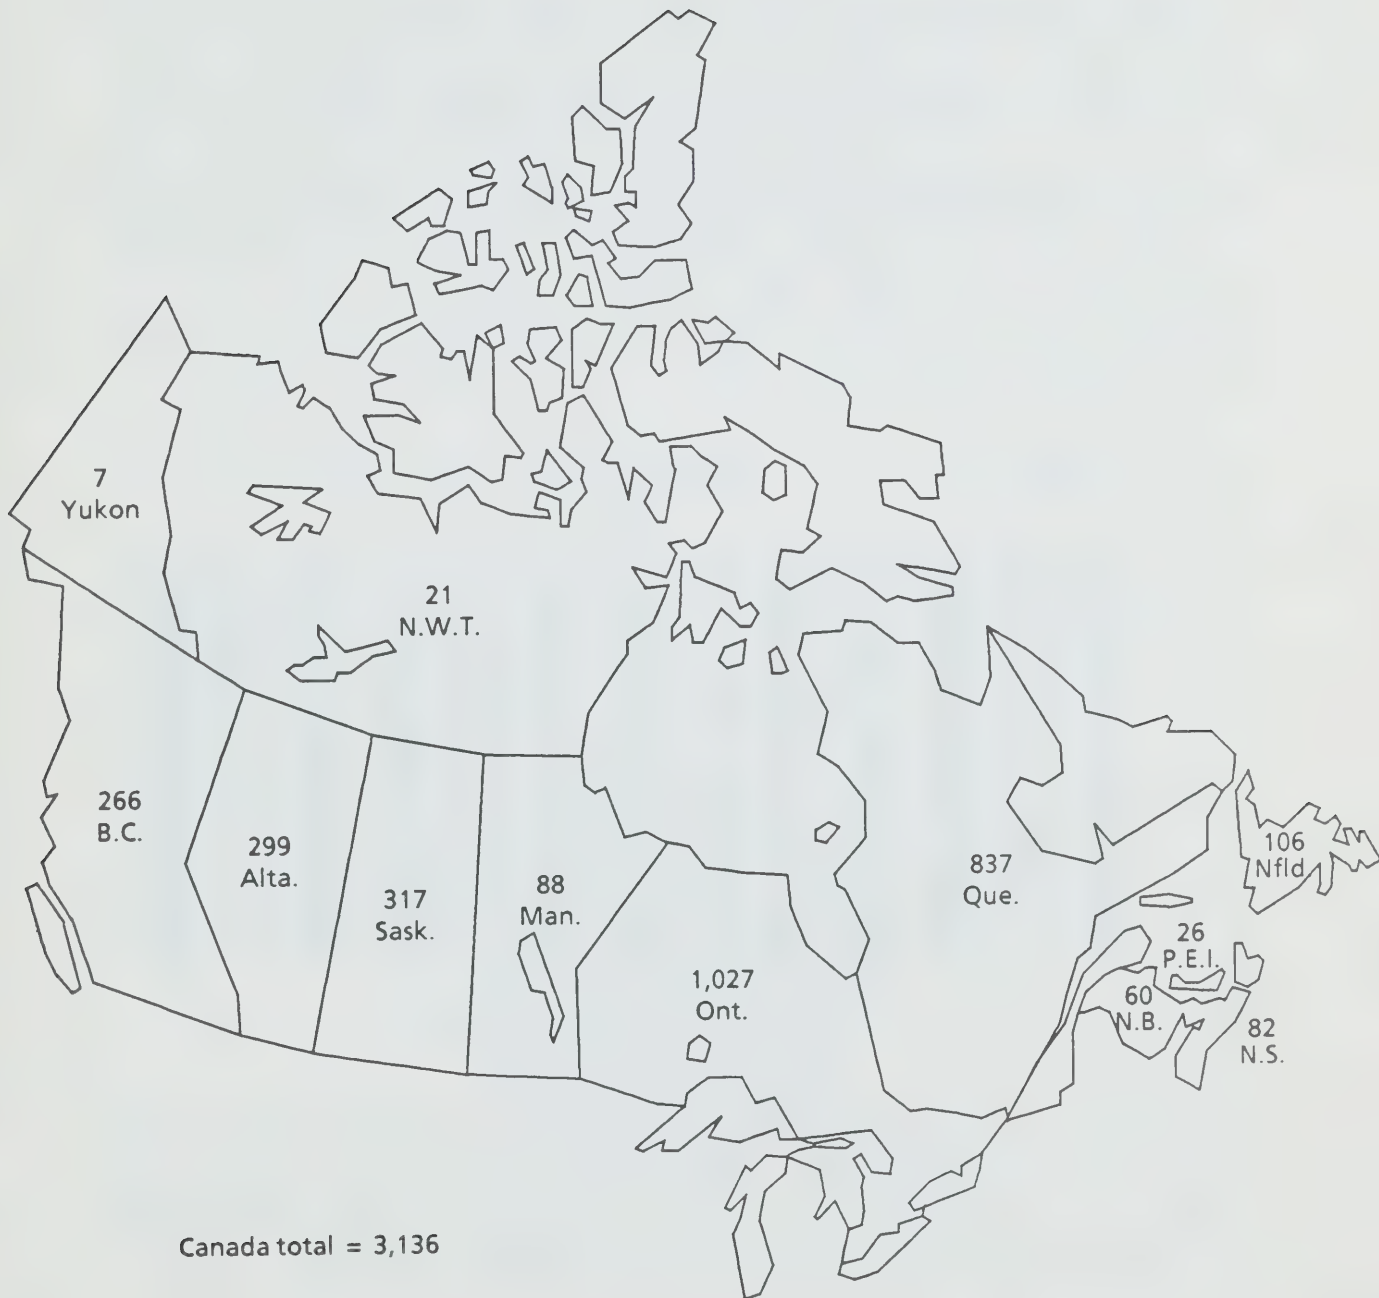 7
Yukon
21
N.W.T.
266
B.C.
299
Alta.
317
Sask.
88
Man.
1,027
Ont.
837
Que.
106
Nfld
26
P.E.I.
60
N.B.
82
N.S.
Canada total = 3,136